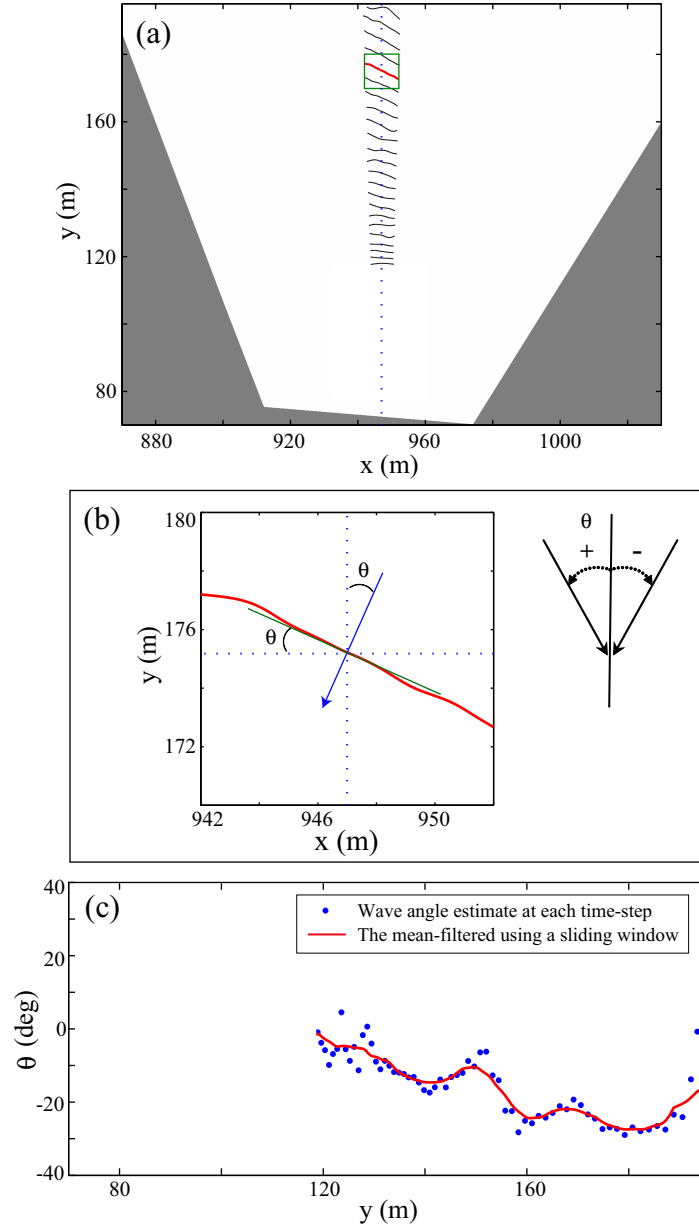 (a)
160
120
80
y (m)
880
920
960
1000
x (m)
(b)
180
176
172
y (m)
θ
θ
942
946
950
x (m)
θ
+
-
(c)
40
20
0
-20
-40
θ (deg)
Wave angle estimate at each time-step
The mean-filtered using a sliding window
80
120
160
y (m)